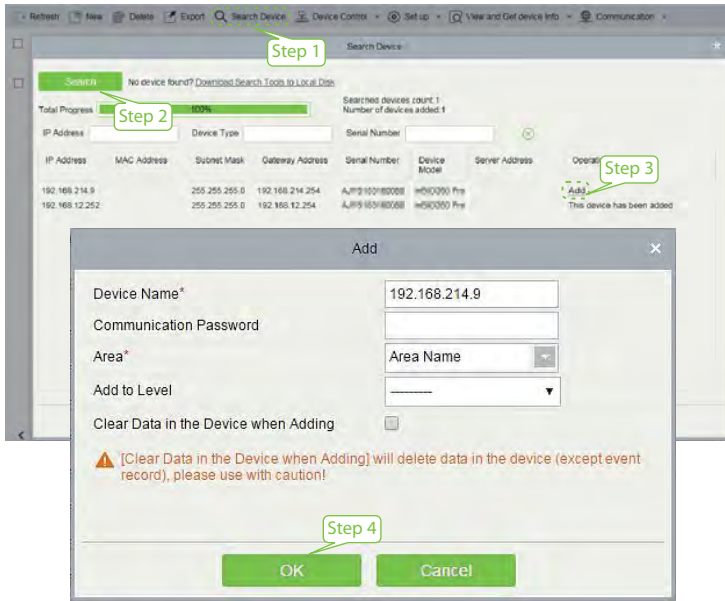 Refresh New Delete Export Search Device Device Control Set up View and Get device Info Communication
Step 1
Search Device
Search No device found? Download Search Tools to Local Disk
Step 2
Total Progress 100% Searched devices count:1
Number of devices added:1
IP Address Device Type Serial Number
IP Address MAC Address Subnet Mask Gateway Address Serial Number Device Model Server Address
Step 3
192.168.214.9 255.255.255.0 192.168.214.254 Add
192.168.12.252 255.255.255.0 192.168.12.254 This device has been added
Add
Device Name* 192.168.214.9
Communication Password
Area* Area Name
Add to Level ---------
Clear Data in the Device when Adding
[Clear Data in the Device when Adding] will delete data in the device (except event
record), please use with caution!
Step 4
OK Cancel